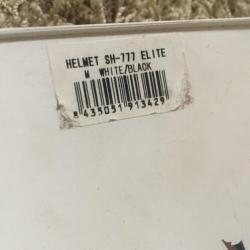 HELMET SH-777 ELITE
M WHITE/BLACK
8 435051 913429